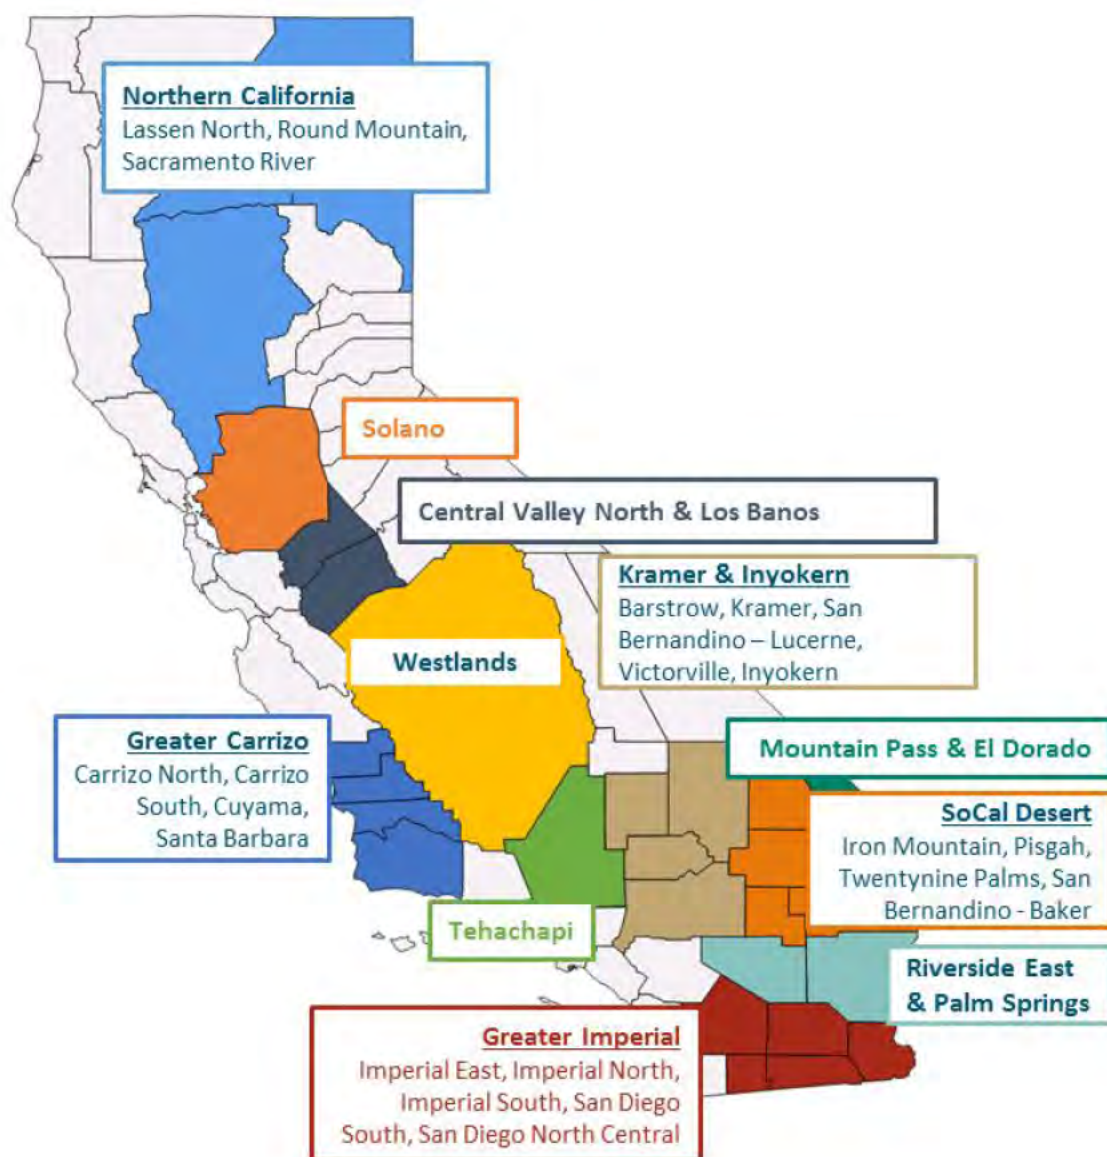 Northern California
Lassen North, Round Mountain,
Sacramento River
Solano
Central Valley North & Los Banos
Kramer & Inyokern
Barstrow, Kramer, San
Bernandino – Lucerne,
Victorville, Inyokern
Westlands
Greater Carrizo
Carrizo North, Carrizo
South, Cuyama,
Santa Barbara
Mountain Pass & El Dorado
SoCal Desert
Iron Mountain, Pisgah,
Twentynine Palms, San
Bernandino - Baker
Tehachapi
Riverside East
& Palm Springs
Greater Imperial
Imperial East, Imperial North,
Imperial South, San Diego
South, San Diego North Central